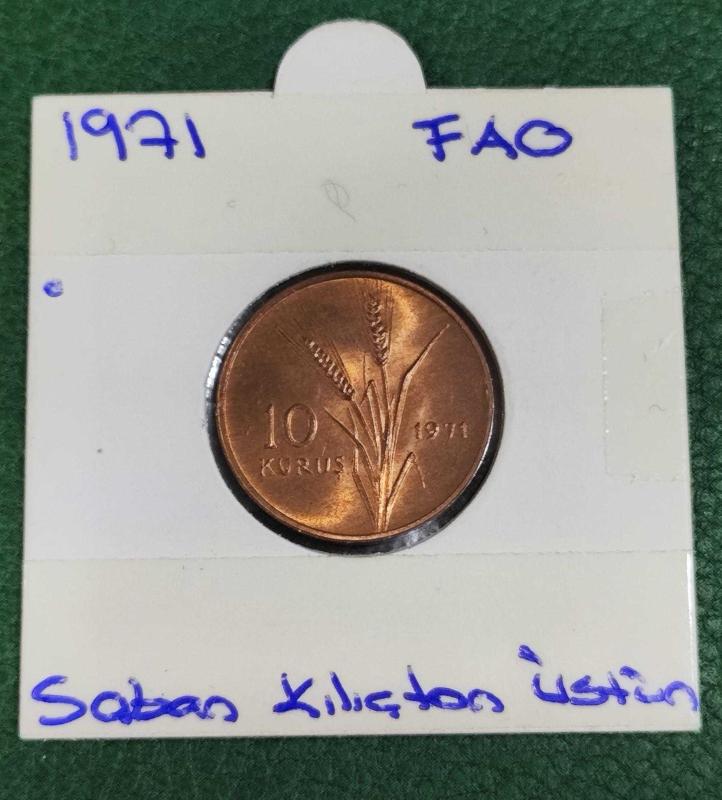 1971 FAO
10 1971
KURUŞ
Saban Kılıçtan üstün